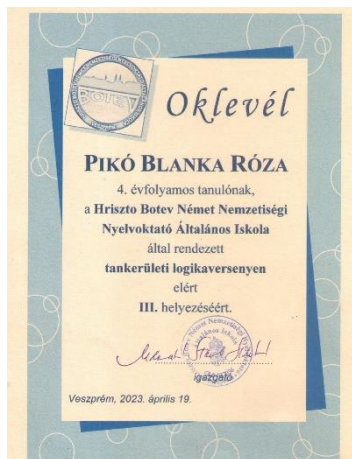 BOTEV
Oklevél
PIKÓ BLANKA RÓZA
4. évfolyamos tanulónak,
a Hriszto Botev Német Nemzetiségi
Nyelvoktató Általános Iskola
által rendezett
tankerületi logikaversenyen
elért
III. helyezéséért.
igazgató
Veszprém, 2023. április 19.